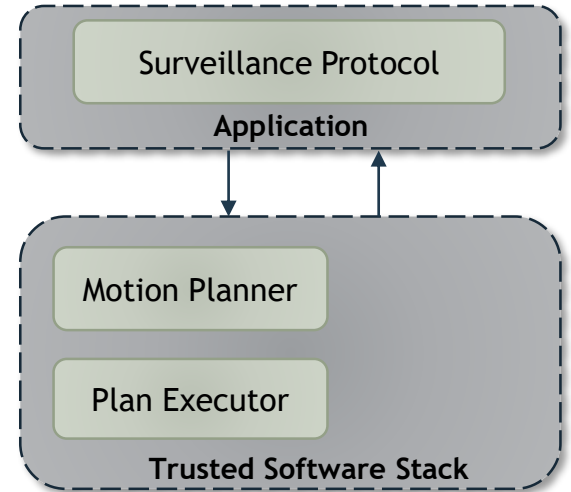 Surveillance Protocol
Application
Motion Planner
Plan Executor
Trusted Software Stack